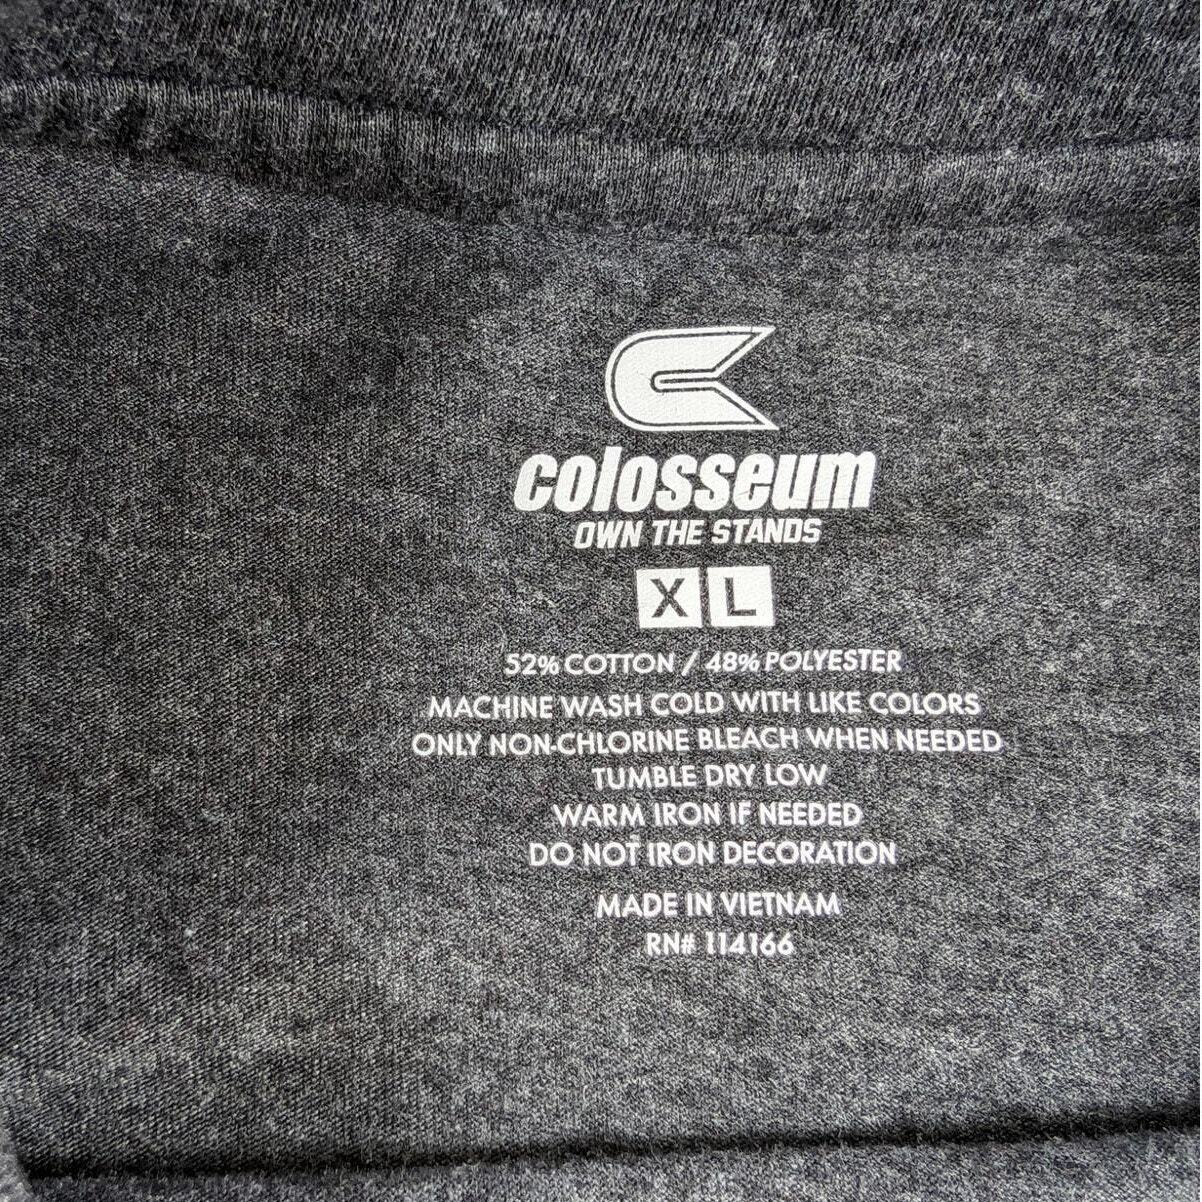 colosseum
OWN THE STANDS
XL
52% COTTON / 48% POLYESTER
MACHINE WASH COLD WITH LIKE COLORS
ONLY NON-CHLORINE BLEACH WHEN NEEDED
TUMBLE DRY LOW
WARM IRON IF NEEDED
DO NOT IRON DECORATION
MADE IN VIETNAM
RN# 114166